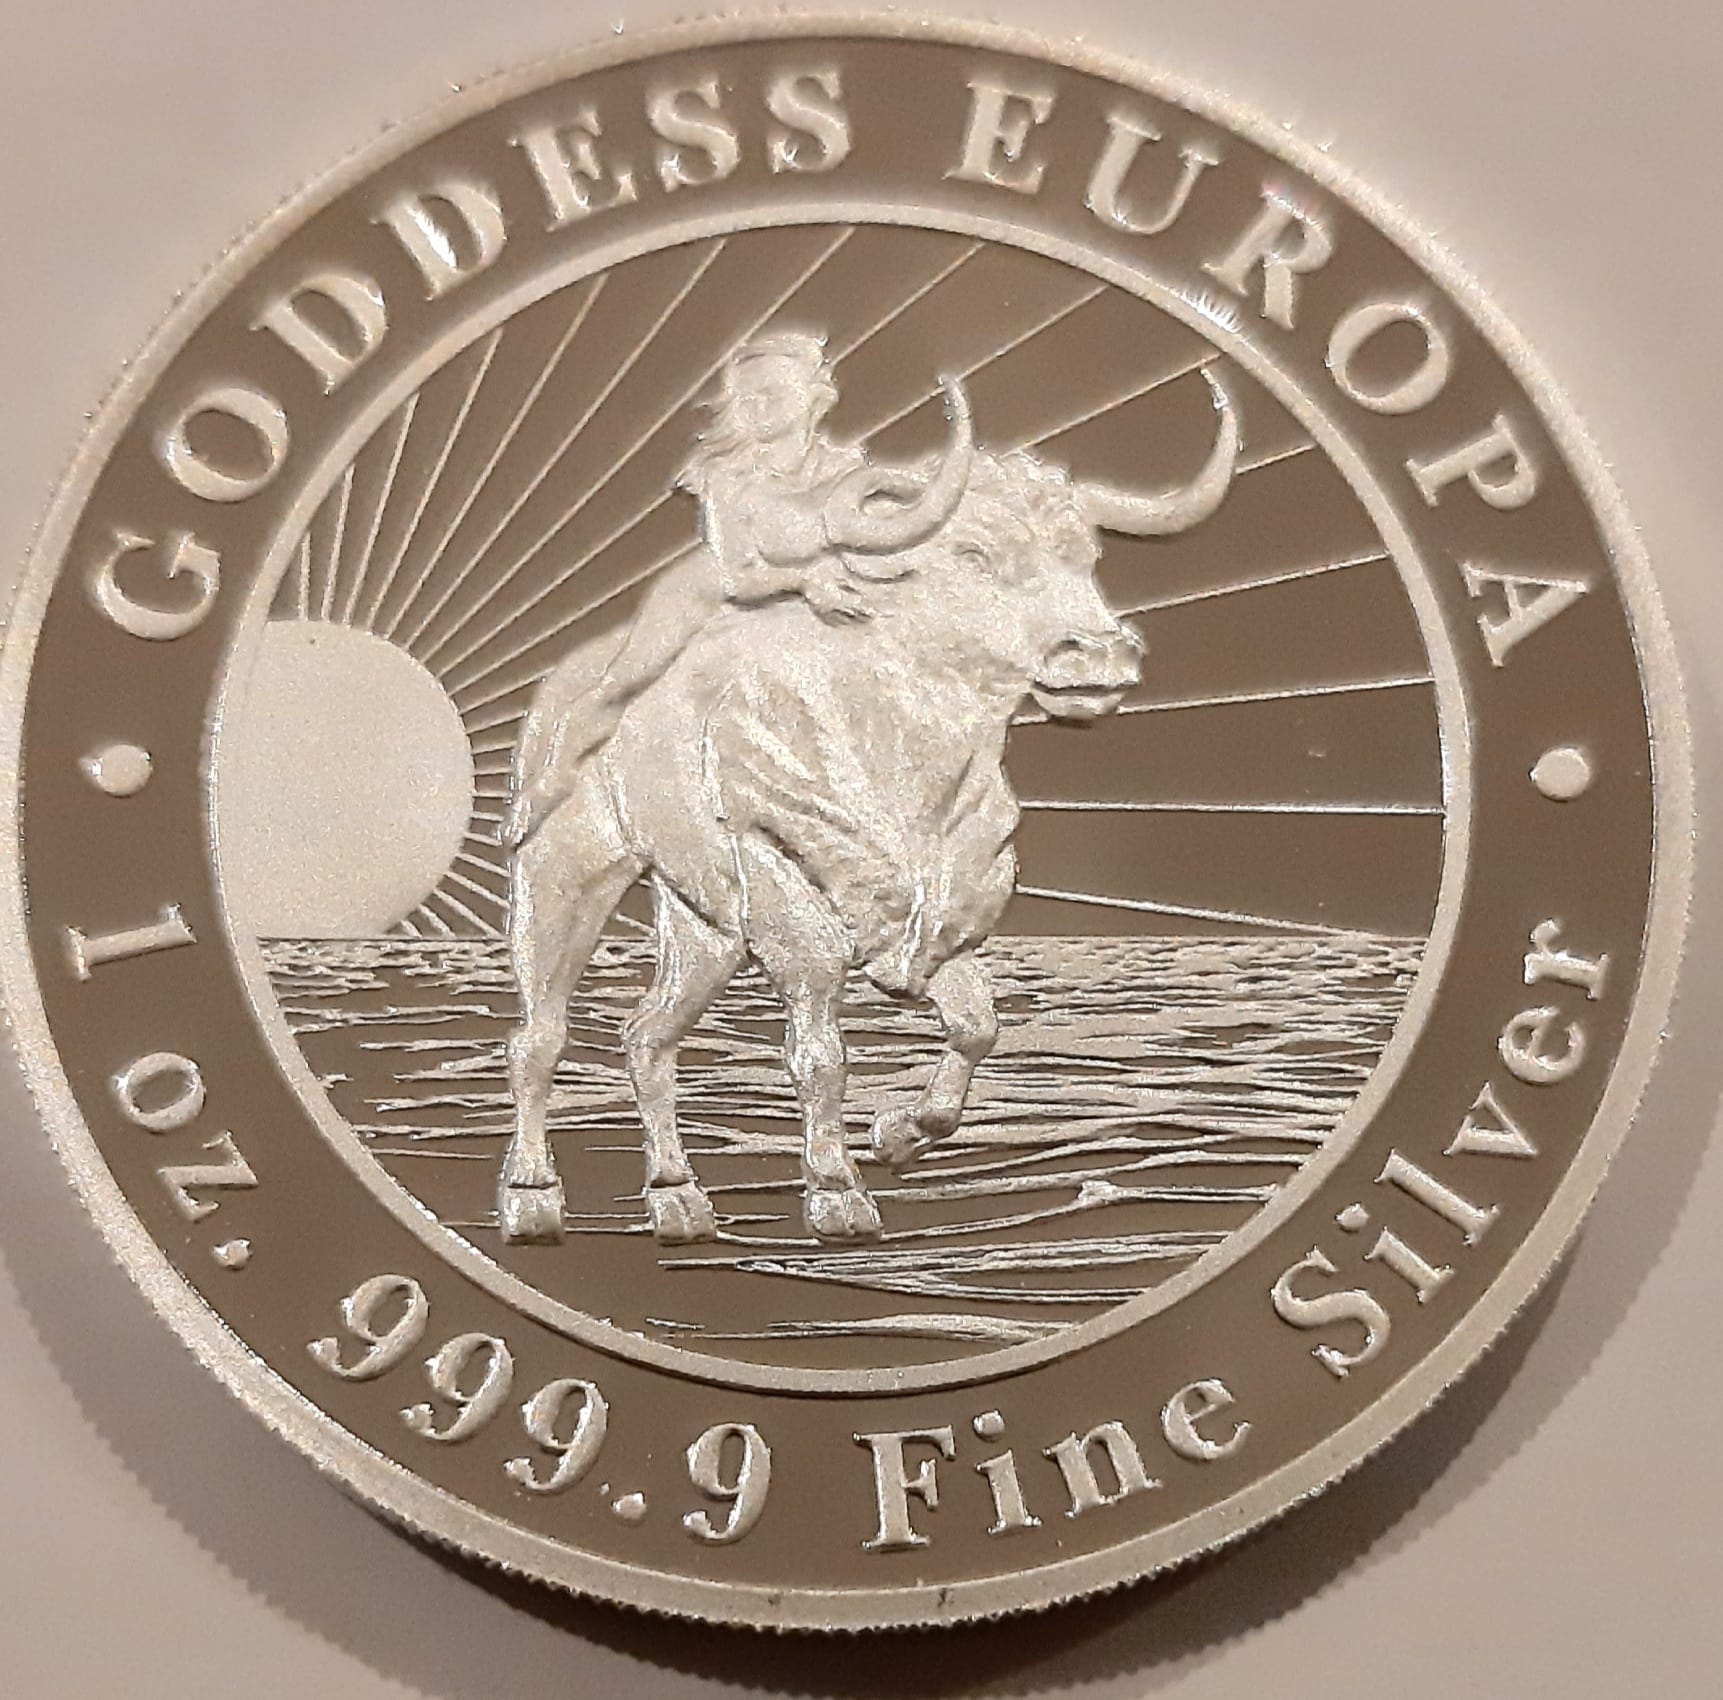 GODDESS EUROPA
1 oz, 999.9 Fine Silver